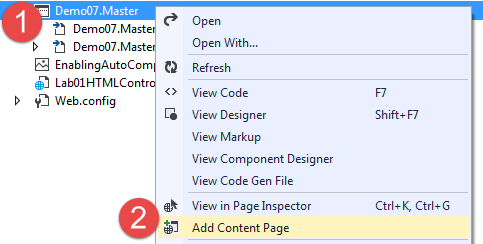 1
Demo07.Master
Demo07.Master
Demo07.Master
EnablingAutoComp
Lab01HTMLContro
Web.config
Open
Open With...
Refresh
View Code F7
View Designer Shift+F7
View Markup
View Component Designer
View Code Gen File
View in Page Inspector Ctrl+K, Ctrl+G
2
Add Content Page